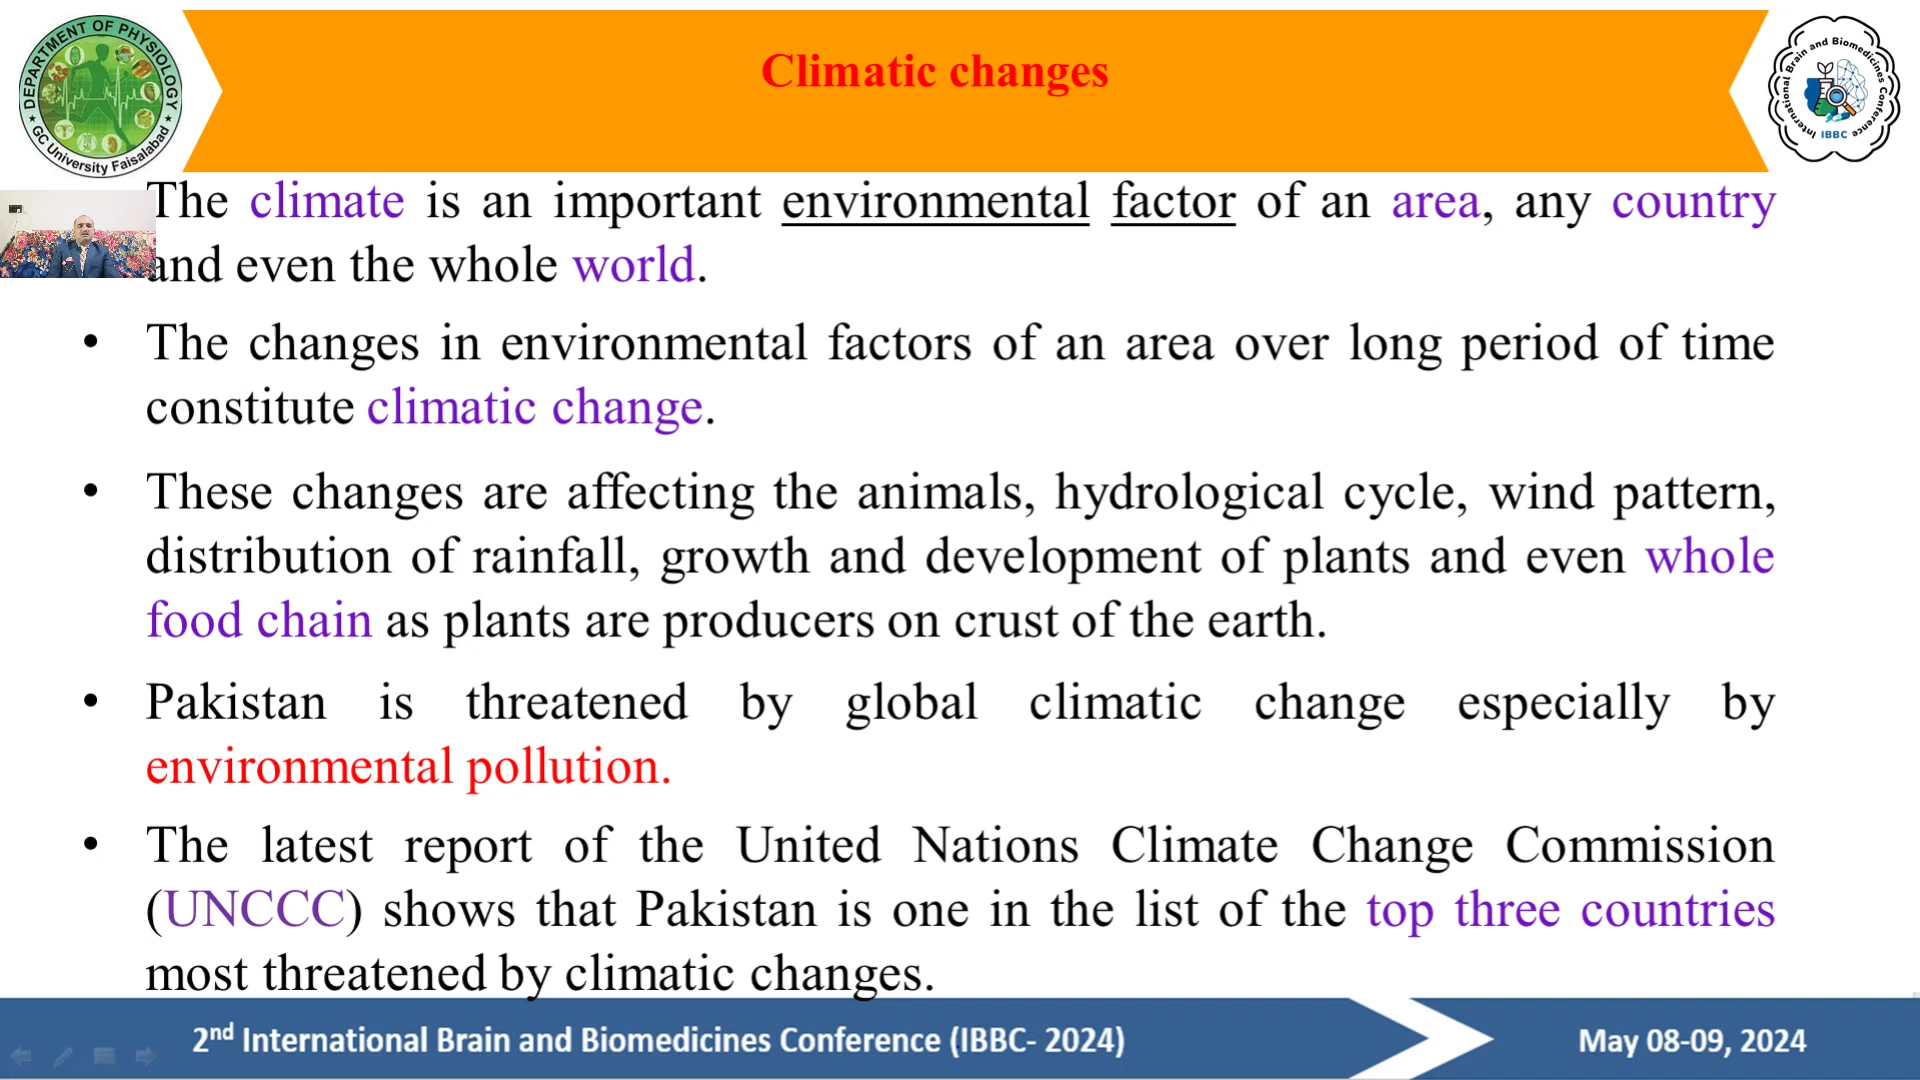 DEPARTMENT OF PHYSIOLOGY
GC University Faisalabad
Climatic changes
International Brain and Biomedicines Conference
IBBC
The climate is an important environmental factor of an area, any country
and even the whole world.
• The changes in environmental factors of an area over long period of time
constitute climatic change.
• These changes are affecting the animals, hydrological cycle, wind pattern,
distribution of rainfall, growth and development of plants and even whole
food chain as plants are producers on crust of the earth.
• Pakistan is threatened by global climatic change especially by
environmental pollution.
• The latest report of the United Nations Climate Change Commission
(UNCCC) shows that Pakistan is one in the list of the top three countries
most threatened by climatic changes.
2nd International Brain and Biomedicines Conference (IBBC- 2024)
May 08-09, 2024